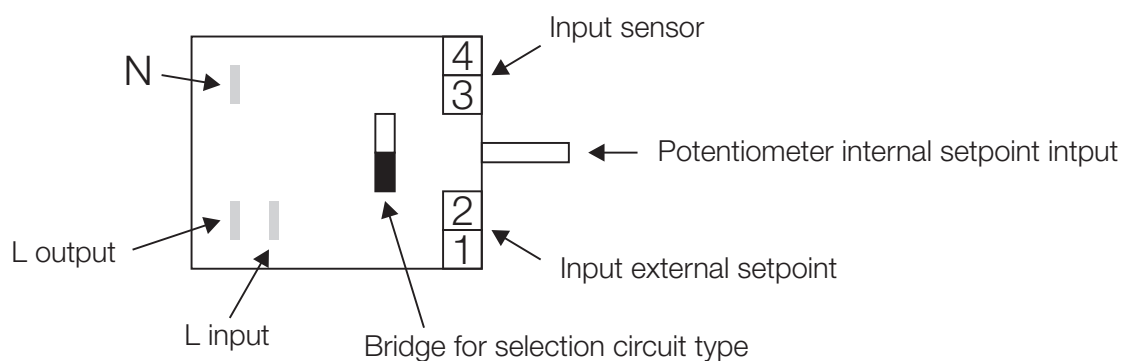 Input sensor
N
4
3
Potentiometer internal setpoint intput
2
1
L output
Input external setpoint
L input
Bridge for selection circuit type